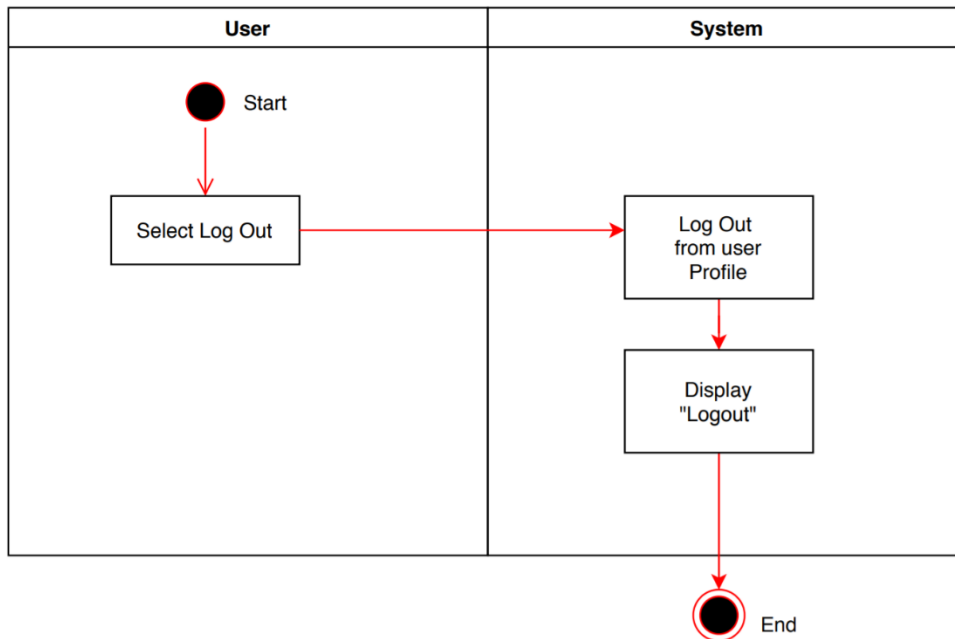 User
System
Start
Select Log Out
Log Out
from user
Profile
Display
"Logout"
End